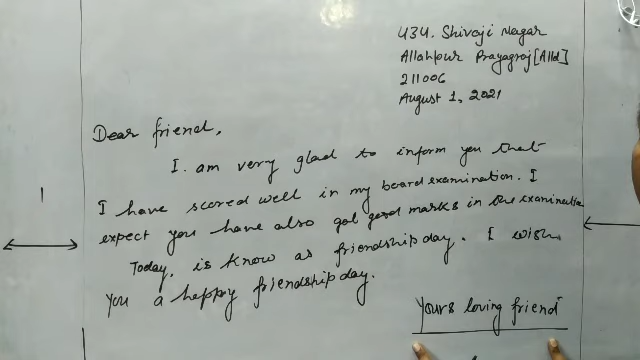 434. Shivaji Nagar
Allahpur Prayagraj [Alld]
211006
August 1, 2021
Dear friend,
I. am very glad to inform you that
I have scored well in my board examination. I
expect you have also got good marks in the examination
Today, is know as friendship day. I wish
you a happy friendship day.
Yours loving friend